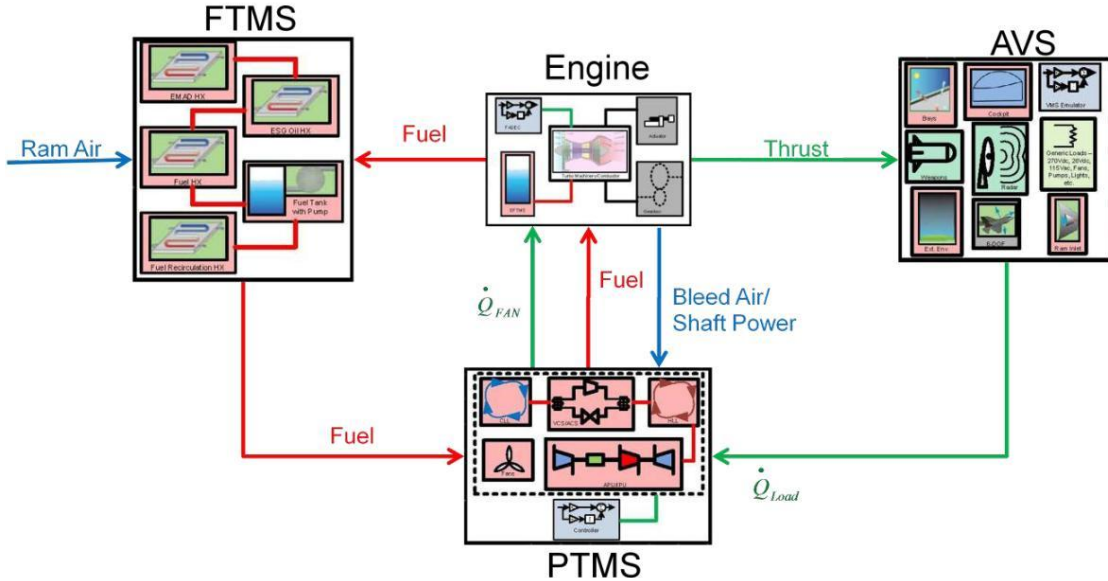 FTMS
EMAD HX
ESG Oil HX
Fuel HX
Fuel Tank
with Pump
Fuel Recirculation HX
Ram Air
Fuel
Engine
FADEC
Actuator
Turbo Machinery/Combustor
Thrust
AVS
Bays
Cockpit
VMS Emulator
Weapons
Radar
Generic Loads –
270Vdc, 28Vdc,
115Vac, Fans,
Pumps, Lights,
etc.
Ext. Env.
6-DOF
Ram Inlet
Q̇ FAN
Fuel
Bleed Air/
Shaft Power
Fuel
Q̇ Load
VCS/ACS
Fans
APU/EPU
Controller
PTMS